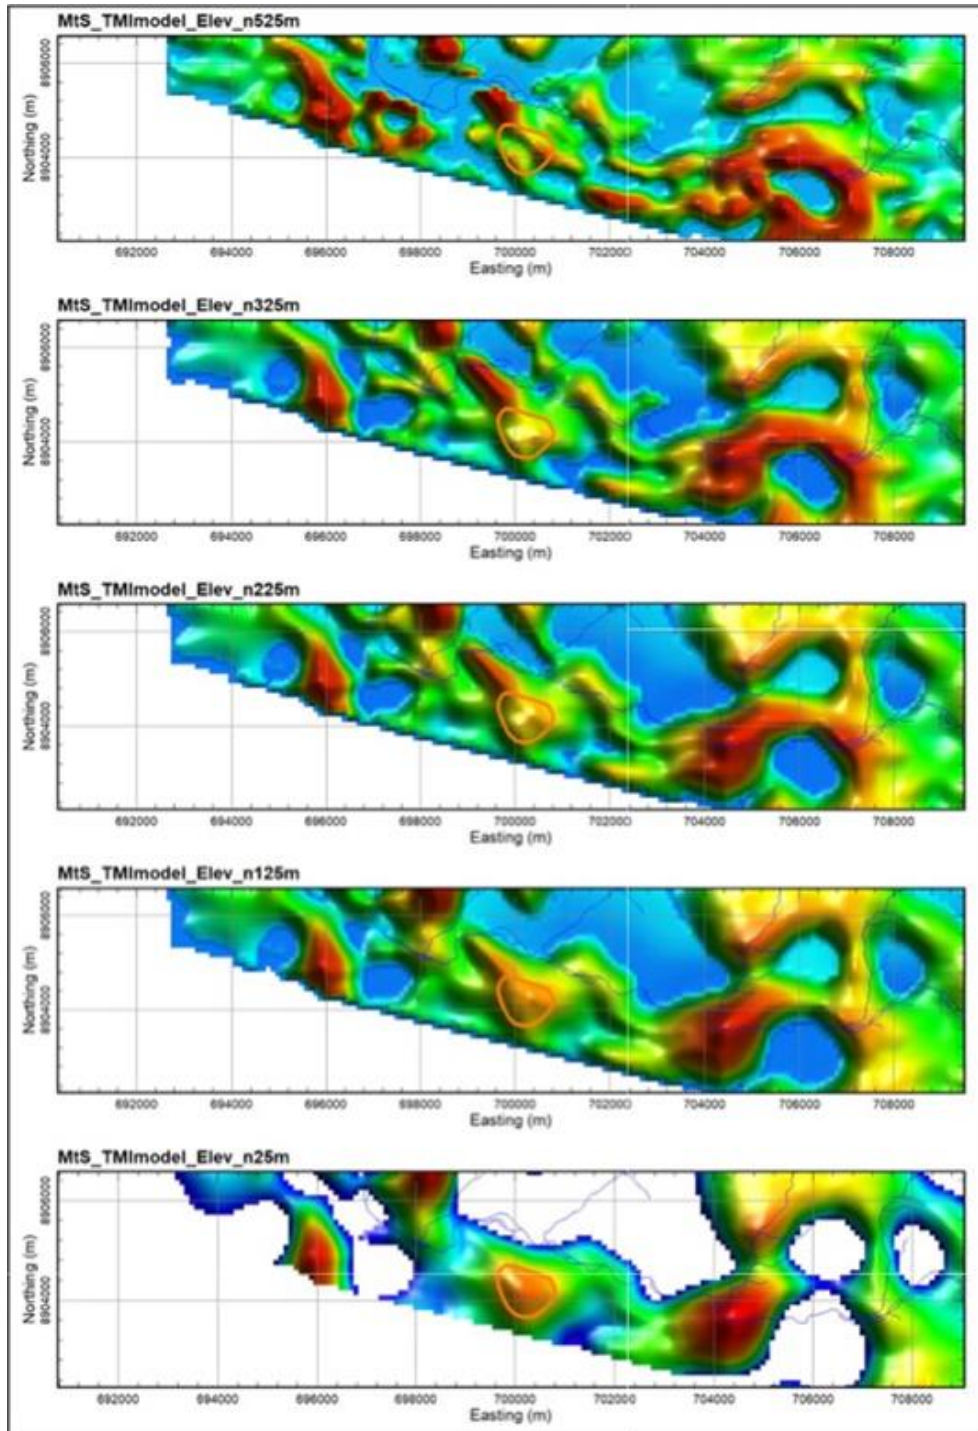 MtS_TMImodel_Elev_n525m
Northing (m)
8906000
8904000
692000 694000 696000 698000 700000 702000 704000 706000 708000
Easting (m)
MtS_TMImodel_Elev_n325m
Northing (m)
8906000
8904000
692000 694000 696000 698000 700000 702000 704000 706000 708000
Easting (m)
MtS_TMImodel_Elev_n225m
Northing (m)
8906000
8904000
692000 694000 696000 698000 700000 702000 704000 706000 708000
Easting (m)
MtS_TMImodel_Elev_n125m
Northing (m)
8906000
8904000
692000 694000 696000 698000 700000 702000 704000 706000 708000
Easting (m)
MtS_TMImodel_Elev_n25m
Northing (m)
8906000
8904000
692000 694000 696000 698000 700000 702000 704000 706000 708000
Easting (m)